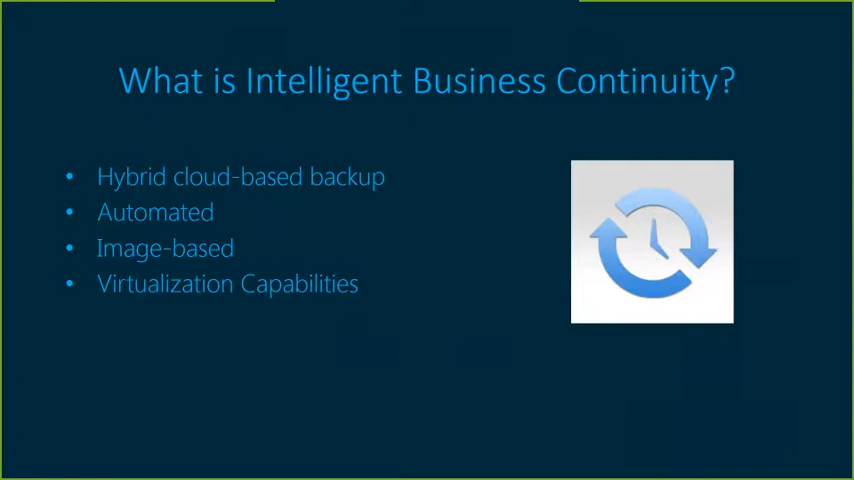 What is Intelligent Business Continuity?
• Hybrid cloud-based backup
• Automated
• Image-based
• Virtualization Capabilities